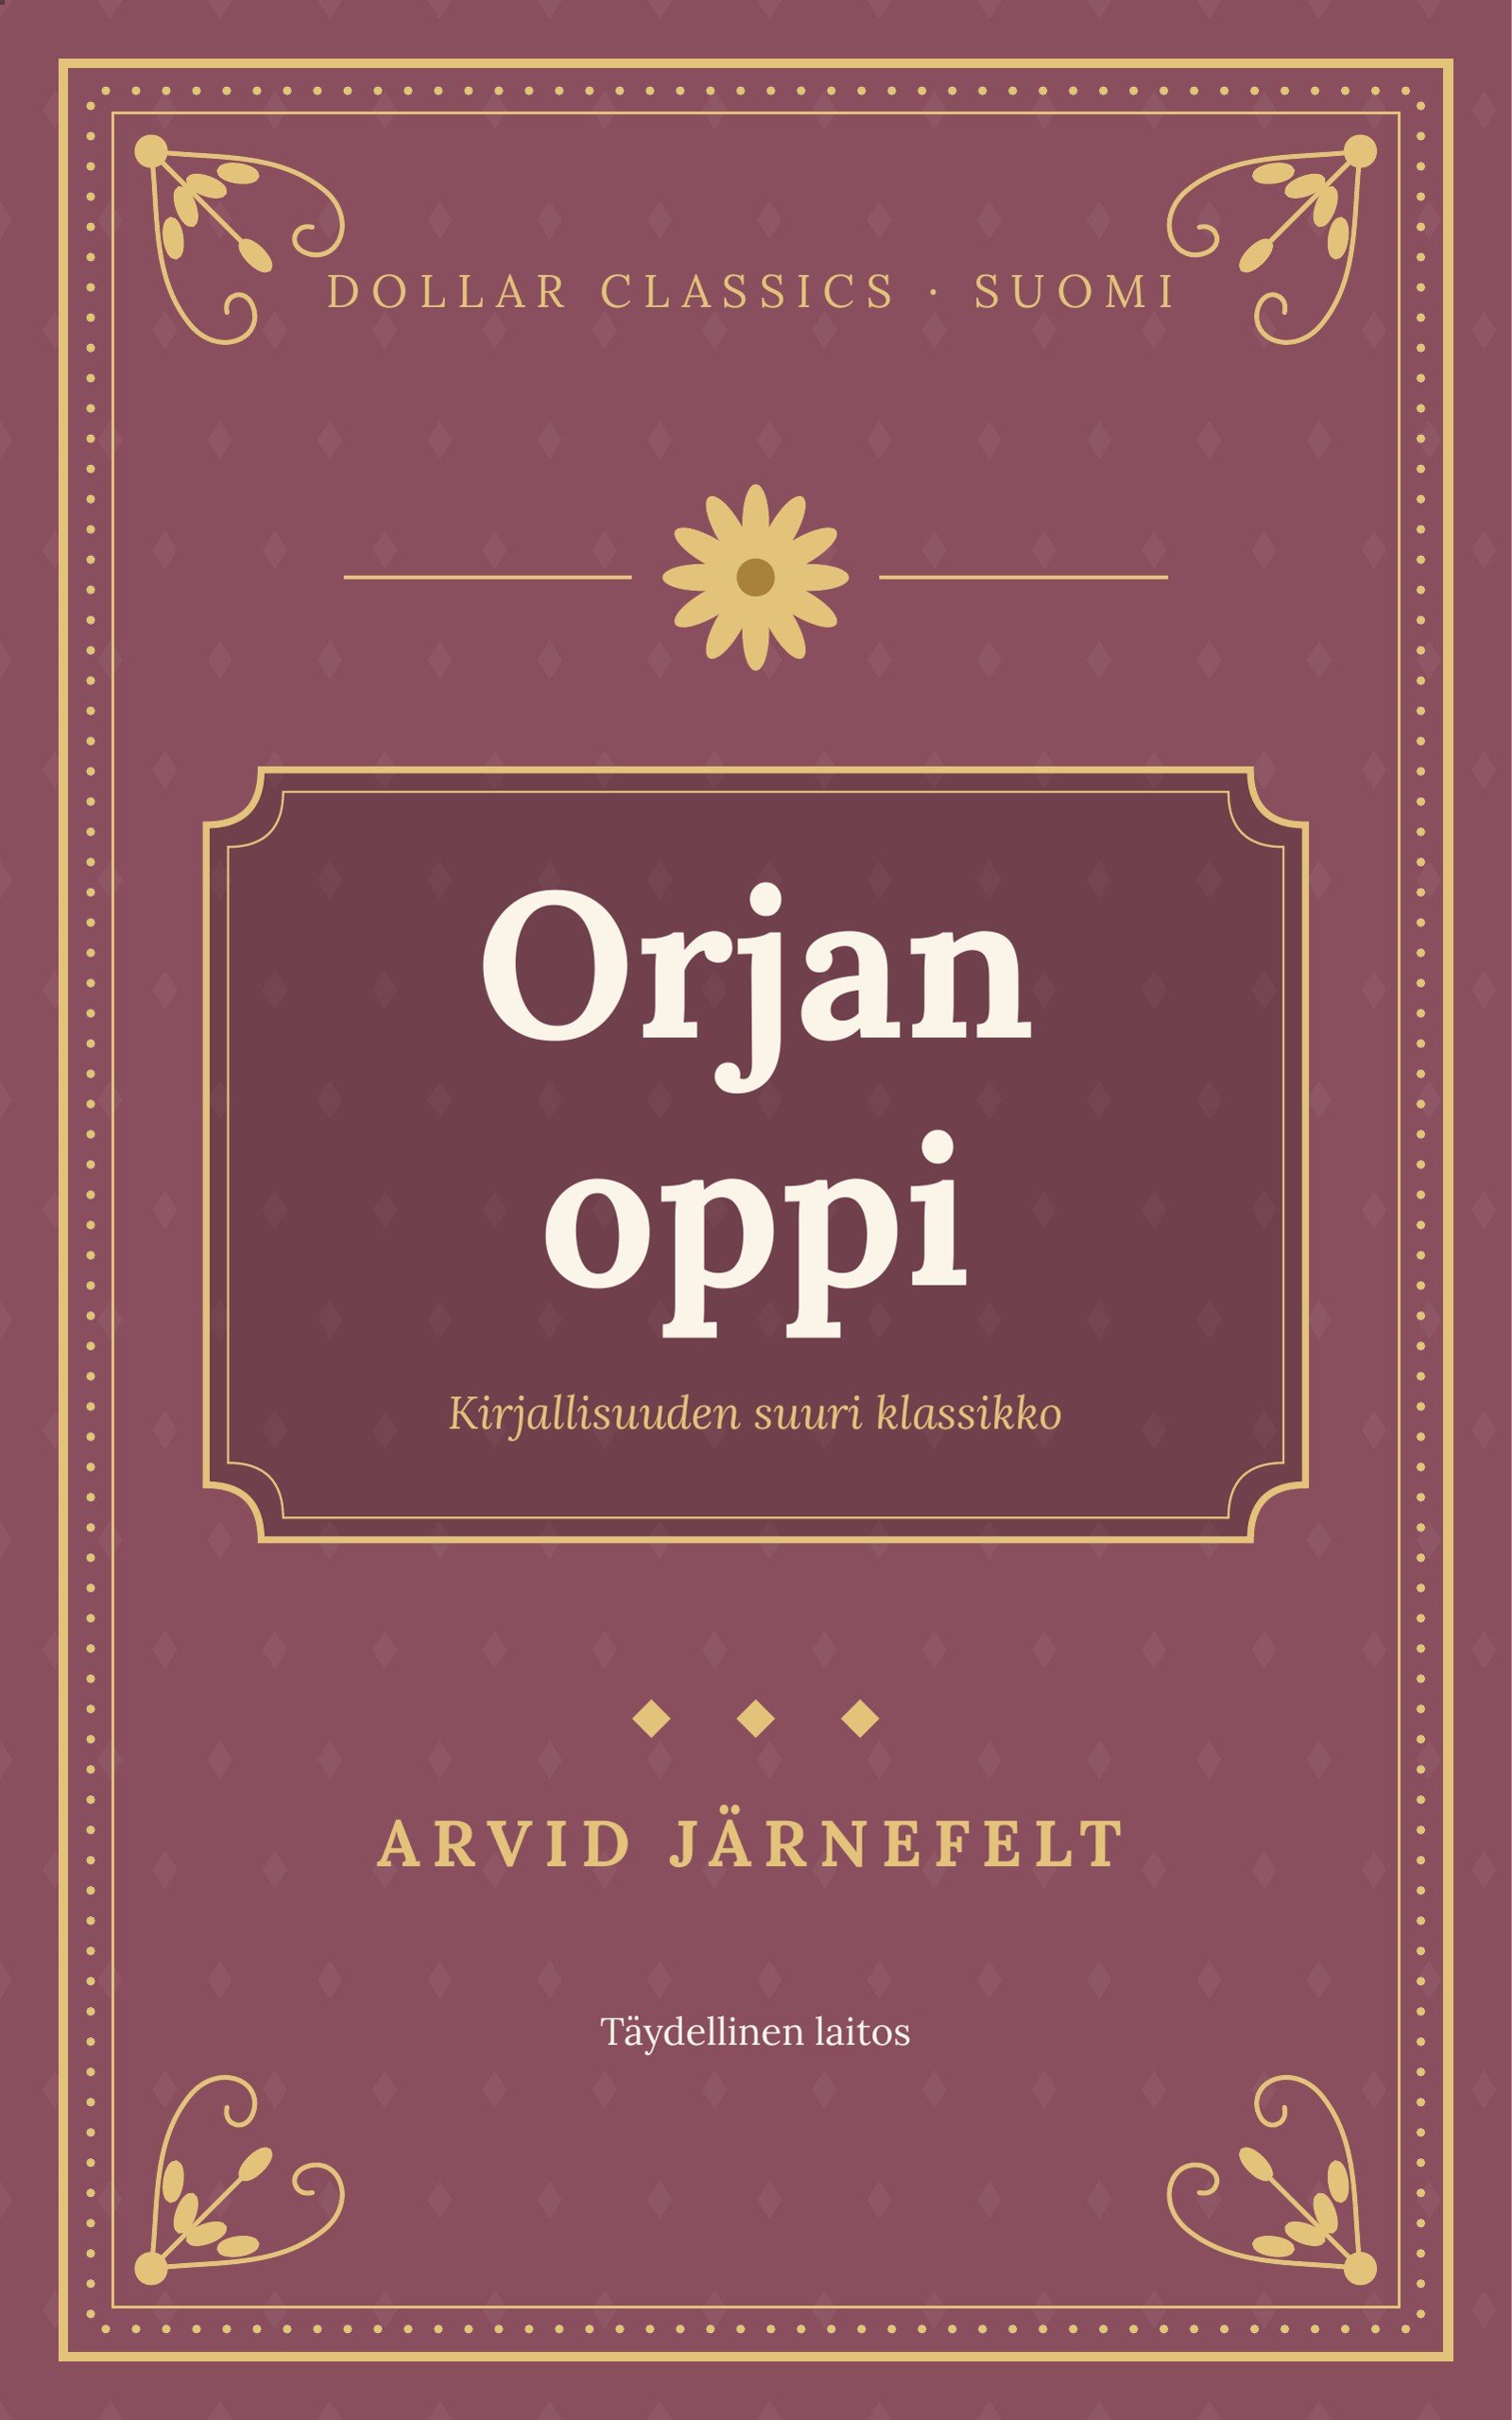 DOLLAR CLASSICS · SUOMI
Orjan
oppi
Kirjallisuuden suuri klassikko
ARVID JÄRNEFELT
Täydellinen laitos